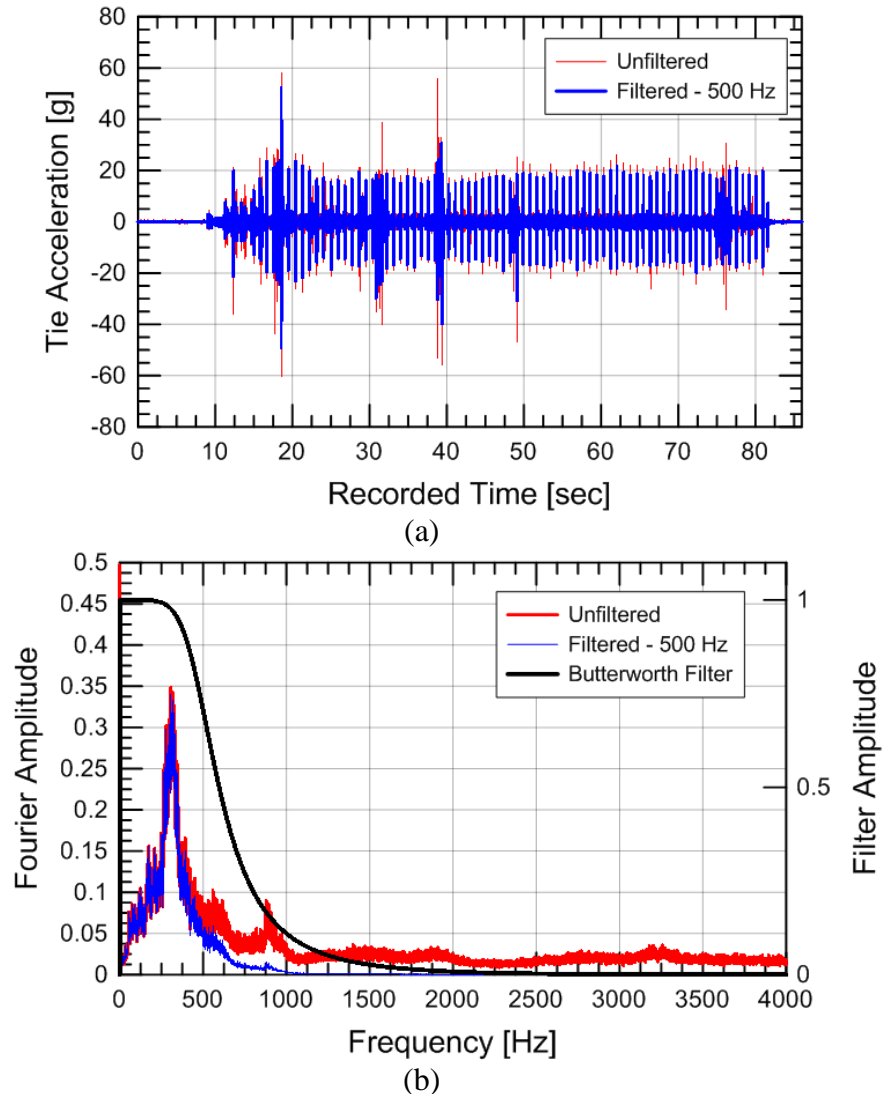 80
60
40
20
0
-20
-40
-60
-80
Tie Acceleration [g]
Unfiltered
Filtered - 500 Hz
0 10 20 30 40 50 60 70 80
Recorded Time [sec]
(a)
0.5
0.45
0.4
0.35
0.3
0.25
0.2
0.15
0.1
0.05
0
Fourier Amplitude
Unfiltered
Filtered - 500 Hz
Butterworth Filter
1
0.5
0
Filter Amplitude
0 500 1000 1500 2000 2500 3000 3500 4000
Frequency [Hz]
(b)